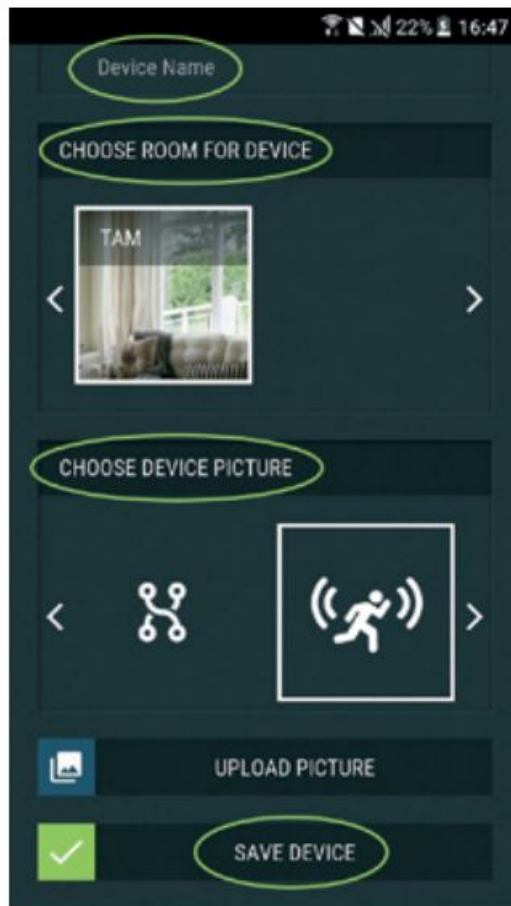 22% 16:47
Device Name
CHOOSE ROOM FOR DEVICE
TAM
CHOOSE DEVICE PICTURE
UPLOAD PICTURE
SAVE DEVICE